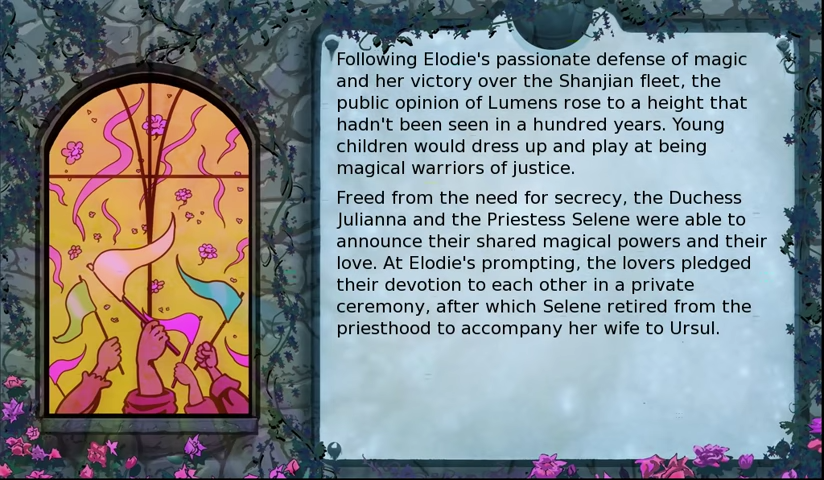 Following Elodie's passionate defense of magic
and her victory over the Shanjian fleet, the
public opinion of Lumens rose to a height that
hadn't been seen in a hundred years. Young
children would dress up and play at being
magical warriors of justice.
Freed from the need for secrecy, the Duchess
Julianna and the Priestess Selene were able to
announce their shared magical powers and their
love. At Elodie's prompting, the lovers pledged
their devotion to each other in a private
ceremony, after which Selene retired from the
priesthood to accompany her wife to Ursul.